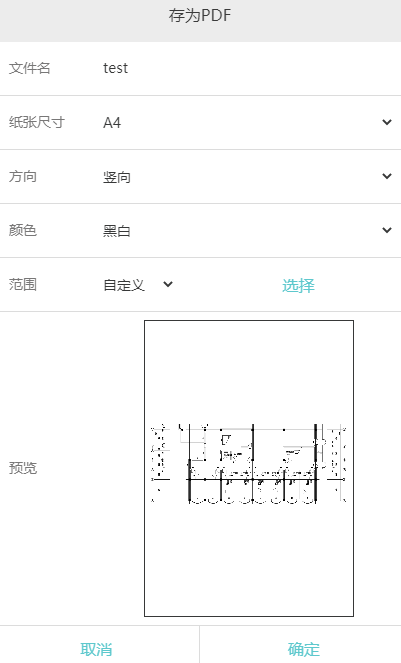 存为PDF
文件名 test
纸张尺寸 A4
方向 竖向
颜色 黑白
范围 自定义 选择
预览
取消 确定